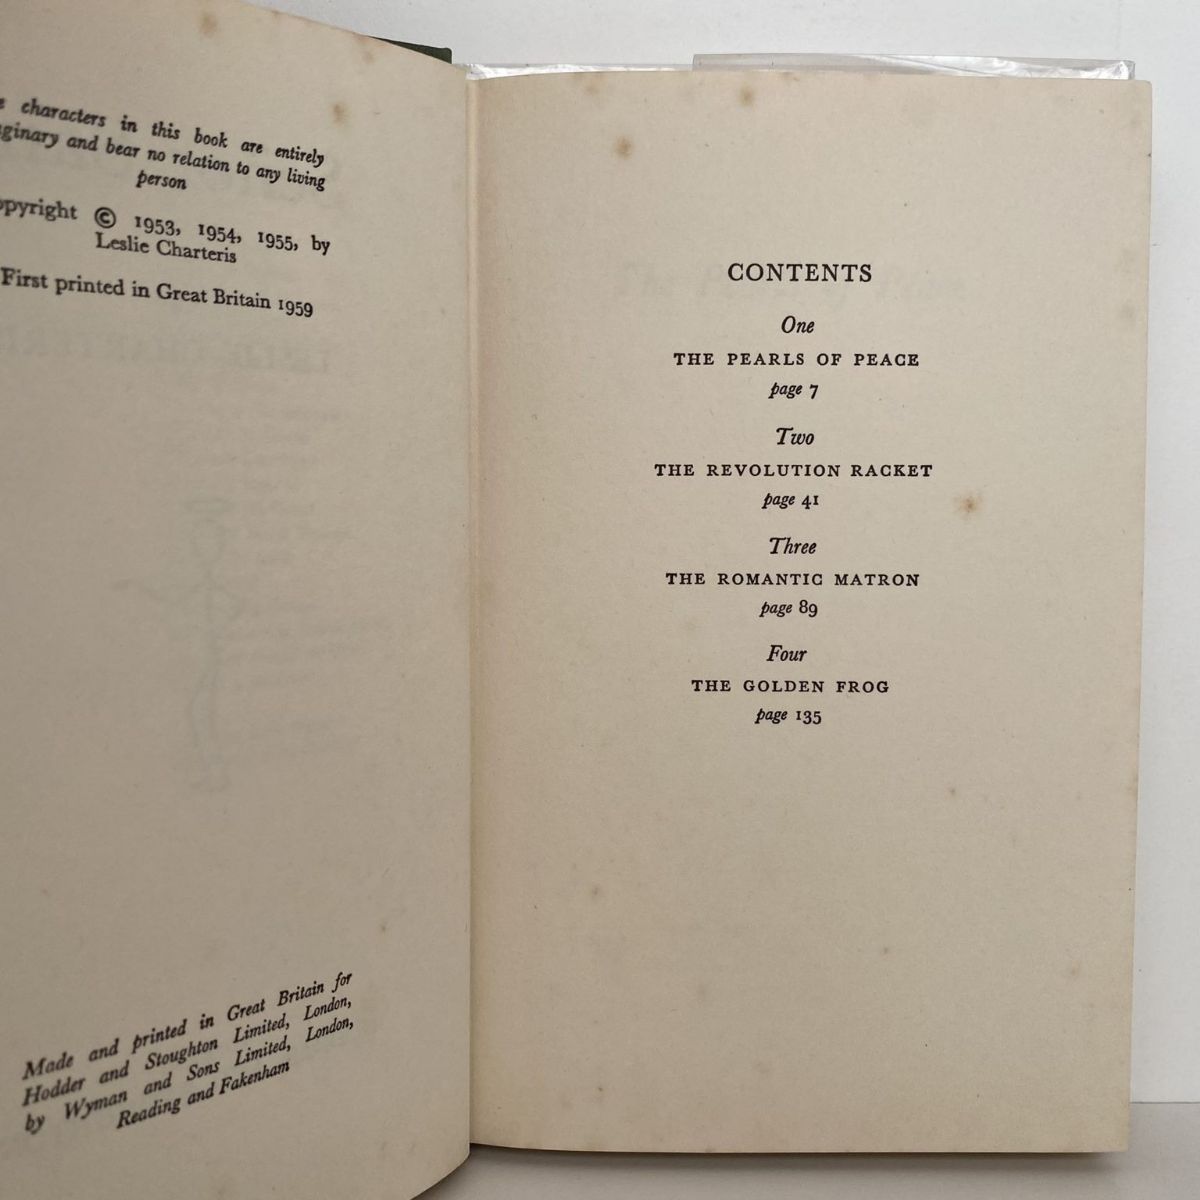 characters in this book are entirely
and bear no relation to any living
person
© 1953, 1954, 1955, by
Leslie Charteris
First printed in Great Britain 1959
Made and printed in Great Britain for
Hodder and Stoughton Limited, London,
by Wyman and Sons Limited, London,
Reading and Fakenham
CONTENTS
One
THE PEARLS OF PEACE
page 7
Two
THE REVOLUTION RACKET
page 41
Three
THE ROMANTIC MATRON
page 89
Four
THE GOLDEN FROG
page 135